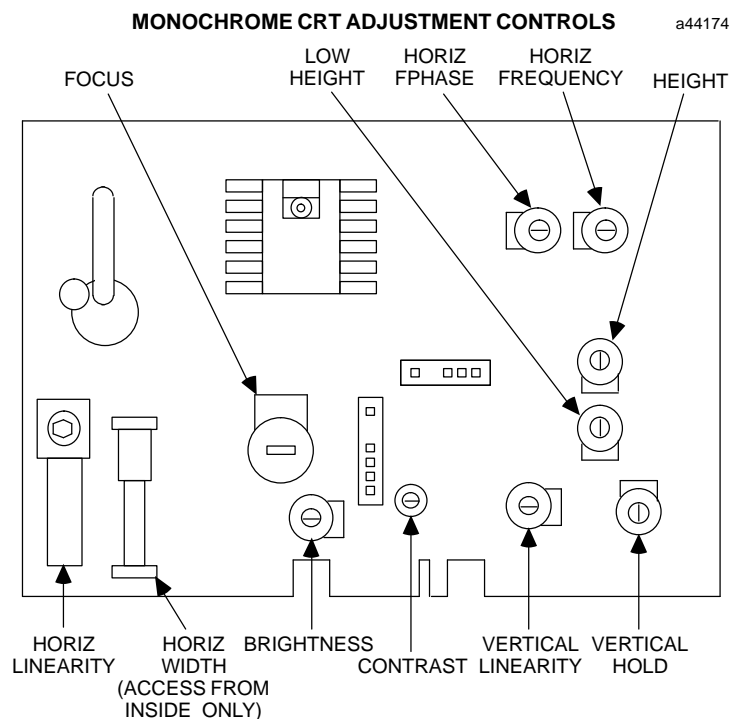 MONOCHROME CRT ADJUSTMENT CONTROLS
a44174
FOCUS
LOW
HEIGHT
HORIZ
FPHASE
HORIZ
FREQUENCY
HEIGHT
HORIZ
LINEARITY
HORIZ
WIDTH
(ACCESS FROM
INSIDE ONLY)
BRIGHTNESS
CONTRAST
VERTICAL
LINEARITY
VERTICAL
HOLD